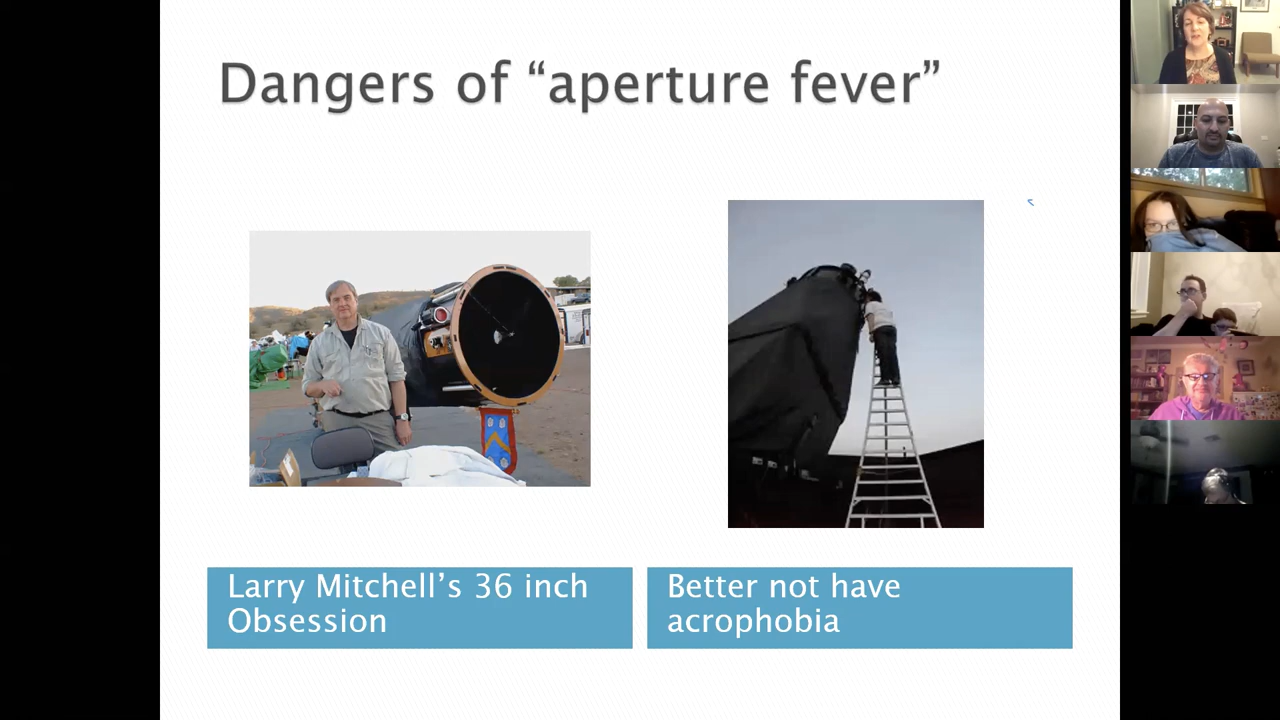 Dangers of “aperture fever”
Larry Mitchell’s 36 inch
Obsession
Better not have
acrophobia